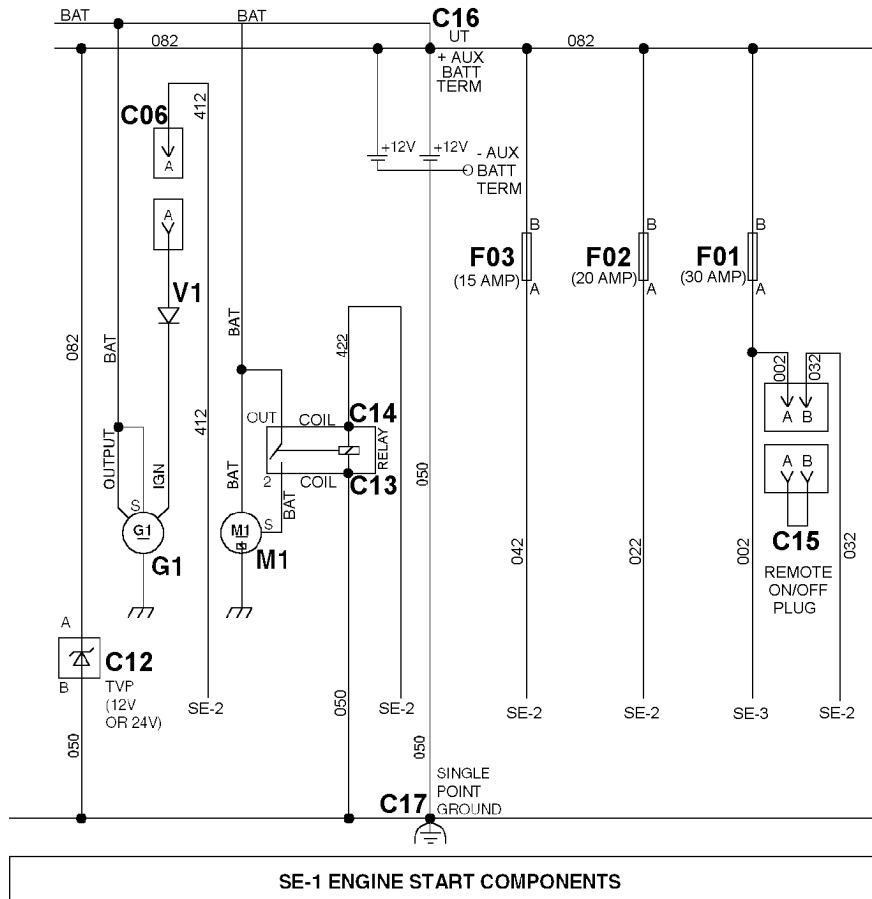 BAT
BAT
C16
UT
082
082
+ AUX
BATT
TERM
412
C06
A
A
+12V
+12V
- AUX
BATT
TERM
B
B
B
F03
(15 AMP)
F02
(20 AMP)
F01
(30 AMP)
A
A
A
V1
082
BAT
BAT
422
002
032
A
B
OUT
COIL
C14
RELAY
412
OUTPUT
IGN
BAT
2
COIL
C13
BAT
050
A
B
S
G1
G1
M1
S
M1
042
022
002
C15
032
REMOTE
ON/OFF
PLUG
A
C12
B
TVP
(12V
OR 24V)
SE-2
050
SE-2
SE-2
SE-2
SE-3
SE-2
050
050
SINGLE
POINT
GROUND
C17
SE-1 ENGINE START COMPONENTS